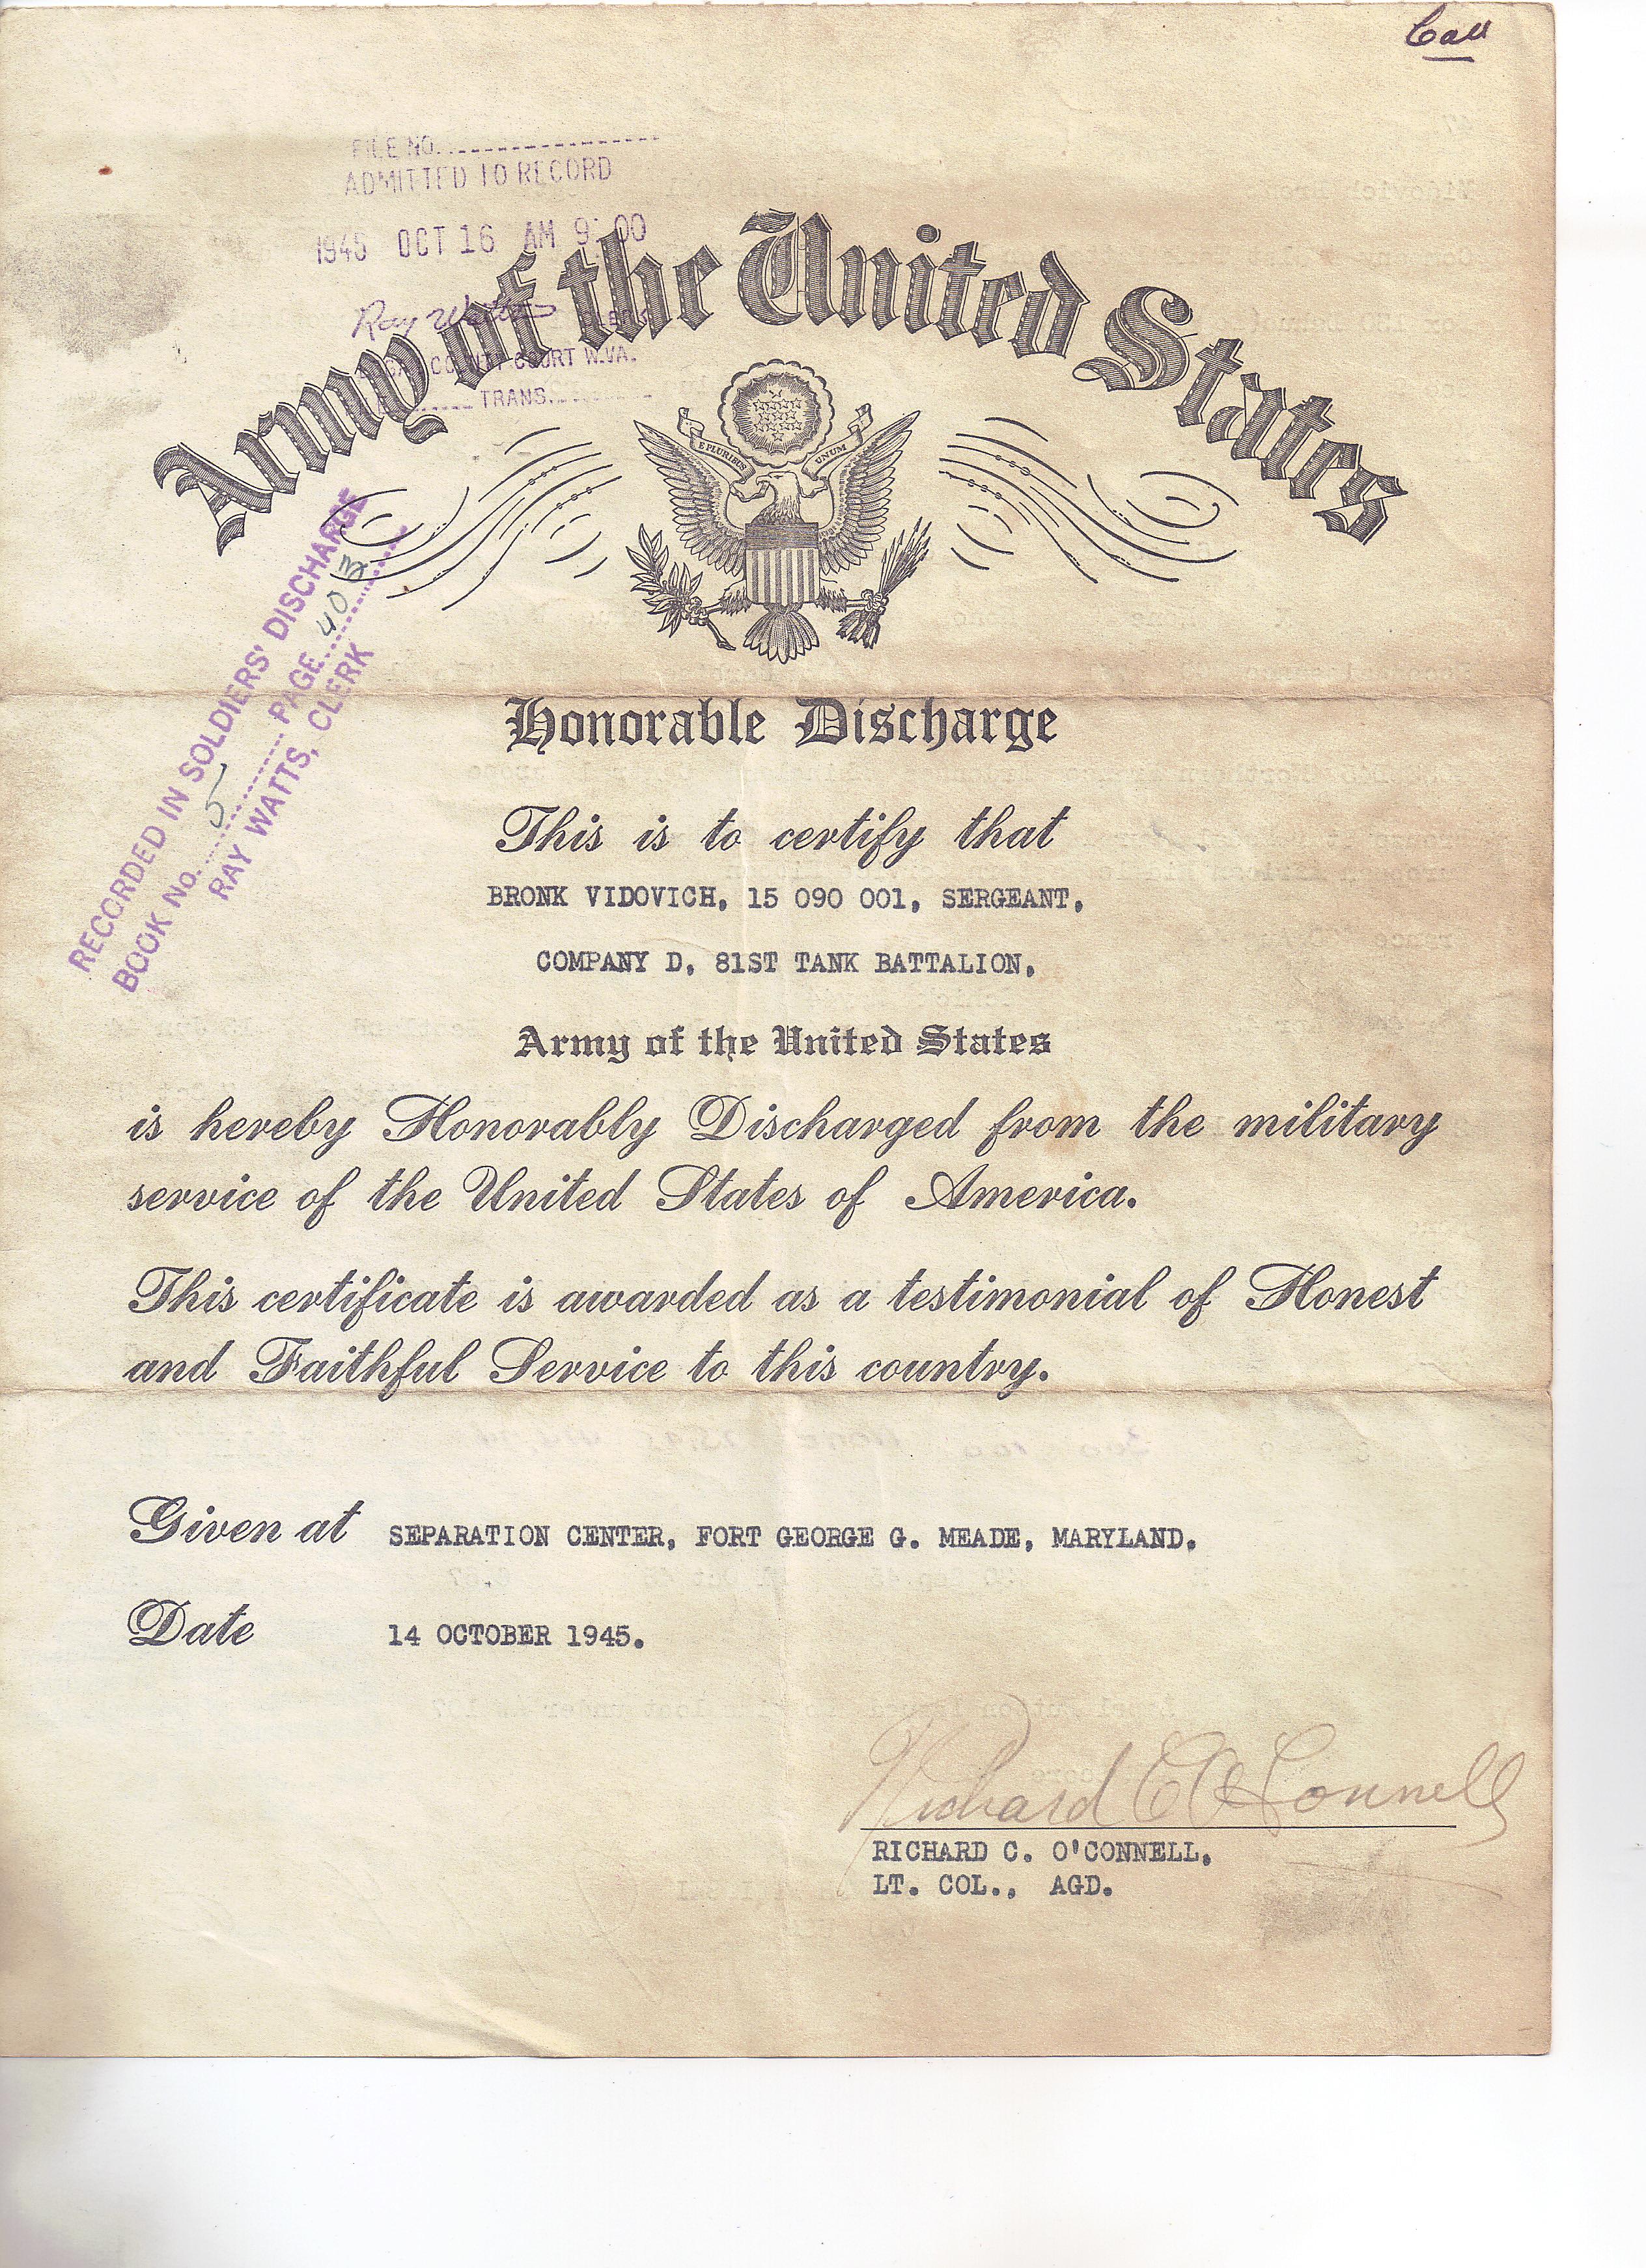 Call
FILE NO.
ADMITTED TO RECORD
1945 OCT 16 AM 9:00
Ray Watts
COUNTY COURT W.VA.
TRANS.
Army of the United States
E PLURIBUS UNUM
RECORDED IN SOLDIERS' DISCHARGE
BOOK No. 5 PAGE 403
RAY WATTS, CLERK
Honorable Discharge
This is to certify that
BRONK VIDOVICH, 15 090 001, SERGEANT,
COMPANY D, 81ST TANK BATTALION,
Army of the United States
is hereby Honorably Discharged from the military
service of the United States of America.
This certificate is awarded as a testimonial of Honest
and Faithful Service to this country.
Given at SEPARATION CENTER, FORT GEORGE G. MEADE, MARYLAND.
Date 14 OCTOBER 1945.
Richard C O'Connell
RICHARD C. O'CONNELL,
LT. COL., AGD.